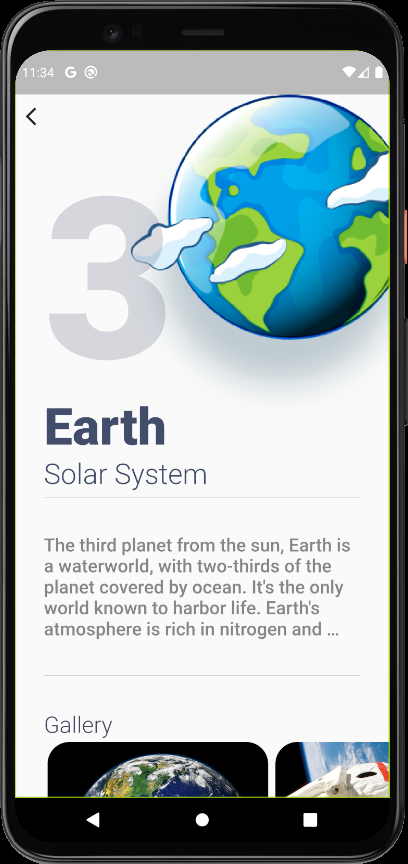 11:34 G
3
Earth
Solar System
The third planet from the sun, Earth is
a waterworld, with two-thirds of the
planet covered by ocean. It's the only
world known to harbor life. Earth's
atmosphere is rich in nitrogen and ...
Gallery